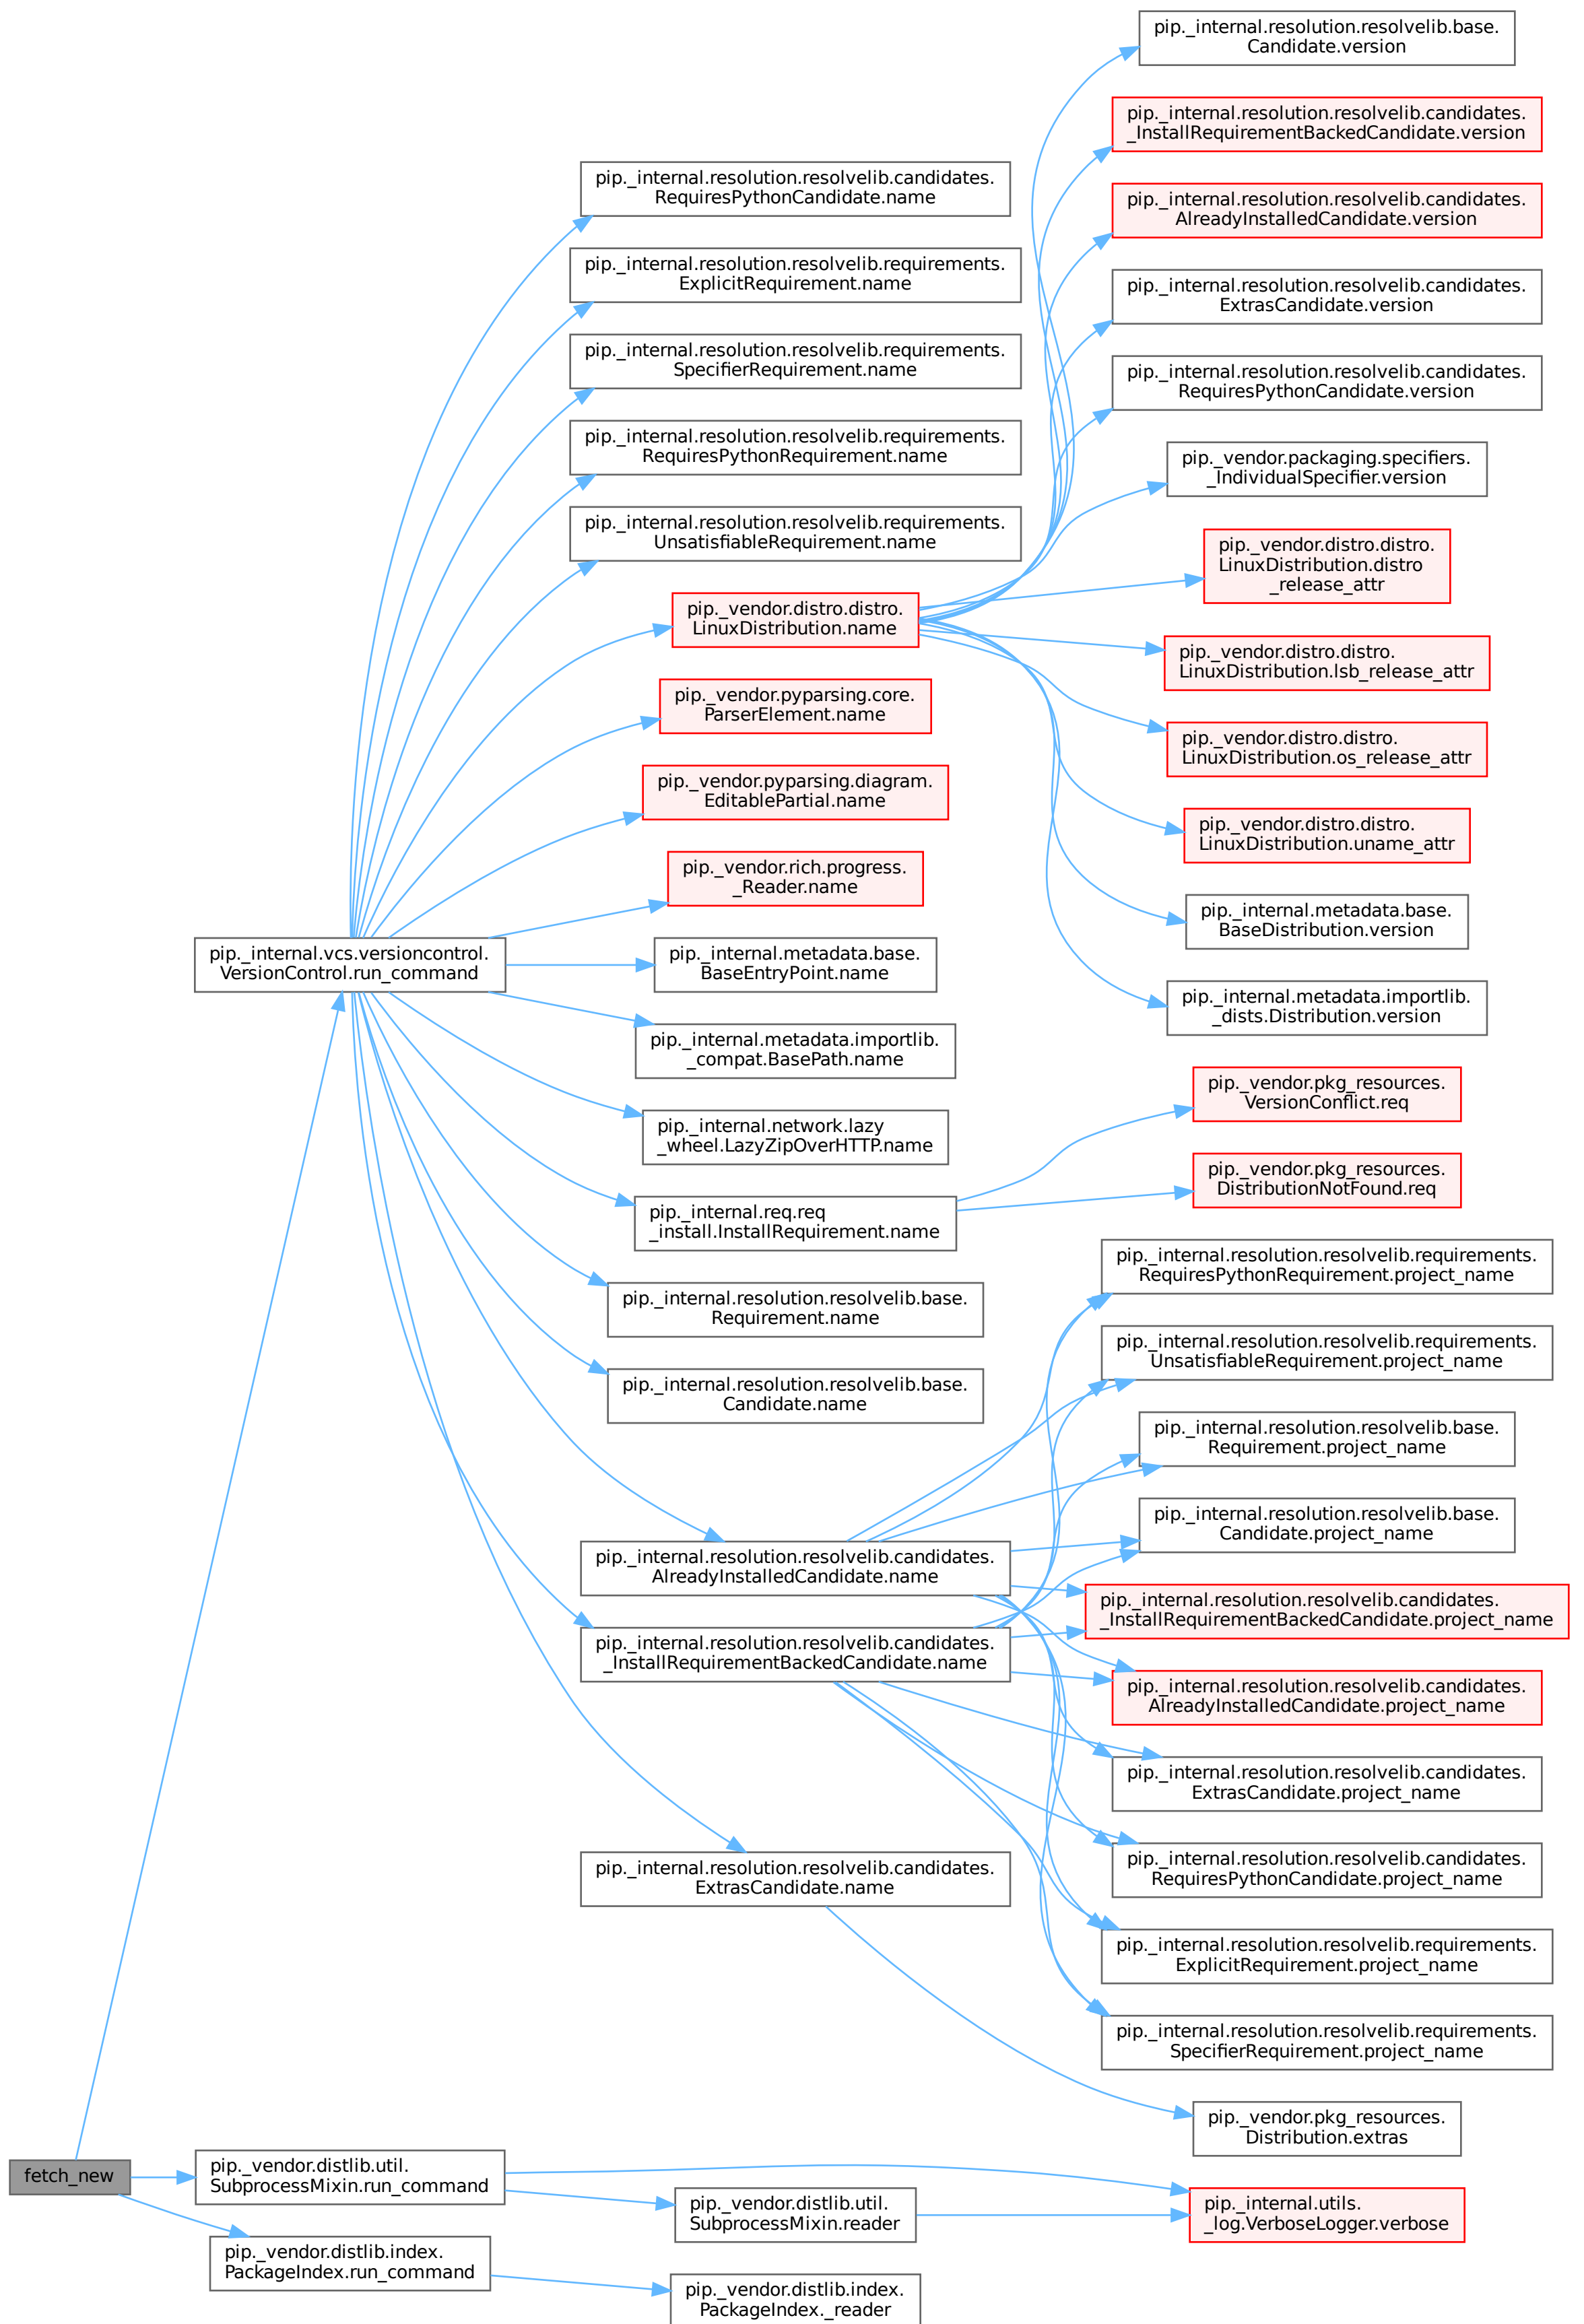 pip._internal.resolution.resolvelib.base.
Candidate.version
pip._internal.resolution.resolvelib.candidates.
_InstallRequirementBackedCandidate.version
pip._internal.resolution.resolvelib.candidates.
RequiresPythonCandidate.name
pip._internal.resolution.resolvelib.candidates.
AlreadyInstalledCandidate.version
pip._internal.resolution.resolvelib.requirements.
ExplicitRequirement.name
pip._internal.resolution.resolvelib.candidates.
ExtrasCandidate.version
pip._internal.resolution.resolvelib.requirements.
SpecifierRequirement.name
pip._internal.resolution.resolvelib.candidates.
RequiresPythonCandidate.version
pip._internal.resolution.resolvelib.requirements.
RequiresPythonRequirement.name
pip._vendor.packaging.specifiers.
_IndividualSpecifier.version
pip._internal.resolution.resolvelib.requirements.
UnsatisfiableRequirement.name
pip._vendor.distro.distro.
LinuxDistribution.distro
_release_attr
pip._vendor.distro.distro.
LinuxDistribution.name
pip._vendor.distro.distro.
LinuxDistribution.lsb_release_attr
pip._vendor.pyparsing.core.
ParserElement.name
pip._vendor.distro.distro.
LinuxDistribution.os_release_attr
pip._vendor.pyparsing.diagram.
EditablePartial.name
pip._vendor.distro.distro.
LinuxDistribution.uname_attr
pip._vendor.rich.progress.
_Reader.name
pip._internal.metadata.base.
BaseDistribution.version
pip._internal.vcs.versioncontrol.
VersionControl.run_command
pip._internal.metadata.base.
BaseEntryPoint.name
pip._internal.metadata.importlib.
_dists.Distribution.version
pip._internal.metadata.importlib.
_compat.BasePath.name
pip._vendor.pkg_resources.
VersionConflict.req
pip._internal.network.lazy
_wheel.LazyZipOverHTTP.name
pip._vendor.pkg_resources.
DistributionNotFound.req
pip._internal.req.req
_install.InstallRequirement.name
pip._internal.resolution.resolvelib.requirements.
RequiresPythonRequirement.project_name
pip._internal.resolution.resolvelib.base.
Requirement.name
pip._internal.resolution.resolvelib.requirements.
UnsatisfiableRequirement.project_name
pip._internal.resolution.resolvelib.base.
Candidate.name
pip._internal.resolution.resolvelib.base.
Requirement.project_name
pip._internal.resolution.resolvelib.base.
Candidate.project_name
pip._internal.resolution.resolvelib.candidates.
AlreadyInstalledCandidate.name
pip._internal.resolution.resolvelib.candidates.
_InstallRequirementBackedCandidate.project_name
pip._internal.resolution.resolvelib.candidates.
_InstallRequirementBackedCandidate.name
pip._internal.resolution.resolvelib.candidates.
AlreadyInstalledCandidate.project_name
pip._internal.resolution.resolvelib.candidates.
ExtrasCandidate.project_name
pip._internal.resolution.resolvelib.candidates.
RequiresPythonCandidate.project_name
pip._internal.resolution.resolvelib.candidates.
ExtrasCandidate.name
pip._internal.resolution.resolvelib.requirements.
ExplicitRequirement.project_name
pip._internal.resolution.resolvelib.requirements.
SpecifierRequirement.project_name
pip._vendor.pkg_resources.
Distribution.extras
fetch_new
pip._vendor.distlib.util.
SubprocessMixin.run_command
pip._vendor.distlib.util.
SubprocessMixin.reader
pip._internal.utils.
_log.VerboseLogger.verbose
pip._vendor.distlib.index.
PackageIndex.run_command
pip._vendor.distlib.index.
PackageIndex._reader